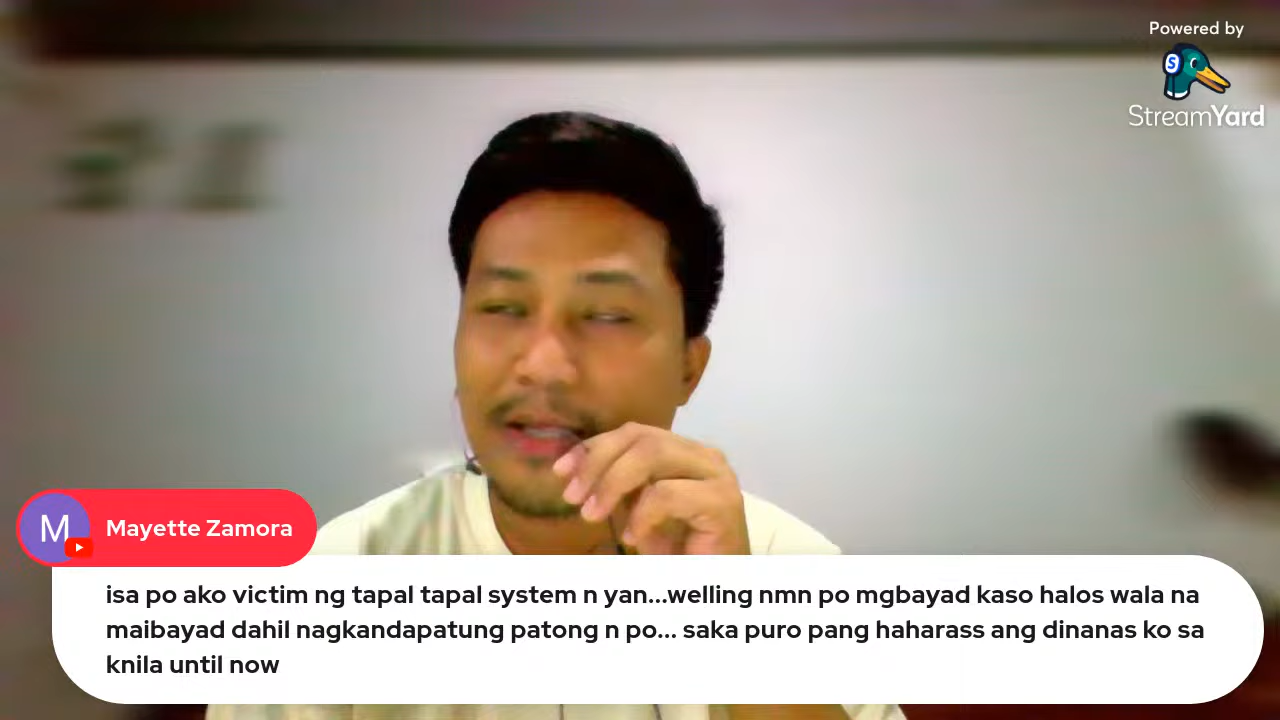 Powered by
S
StreamYard
M
Mayette Zamora
isa po ako victim ng tapal tapal system n yan...welling nmn po mgbayad kaso halos wala na
maibayad dahil nagkandapatung patong n po... saka puro pang haharass ang dinanas ko sa
knila until now